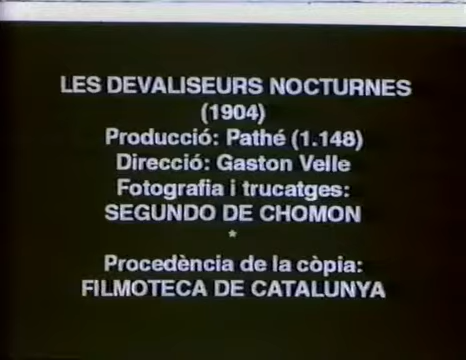 LES DEVALISEURS NOCTURNES
(1904)
Producció: Pathé (1.148)
Direcció: Gaston Velle
Fotografia i trucatges:
SEGUNDO DE CHOMON
*
Procedència de la còpia:
FILMOTECA DE CATALUNYA